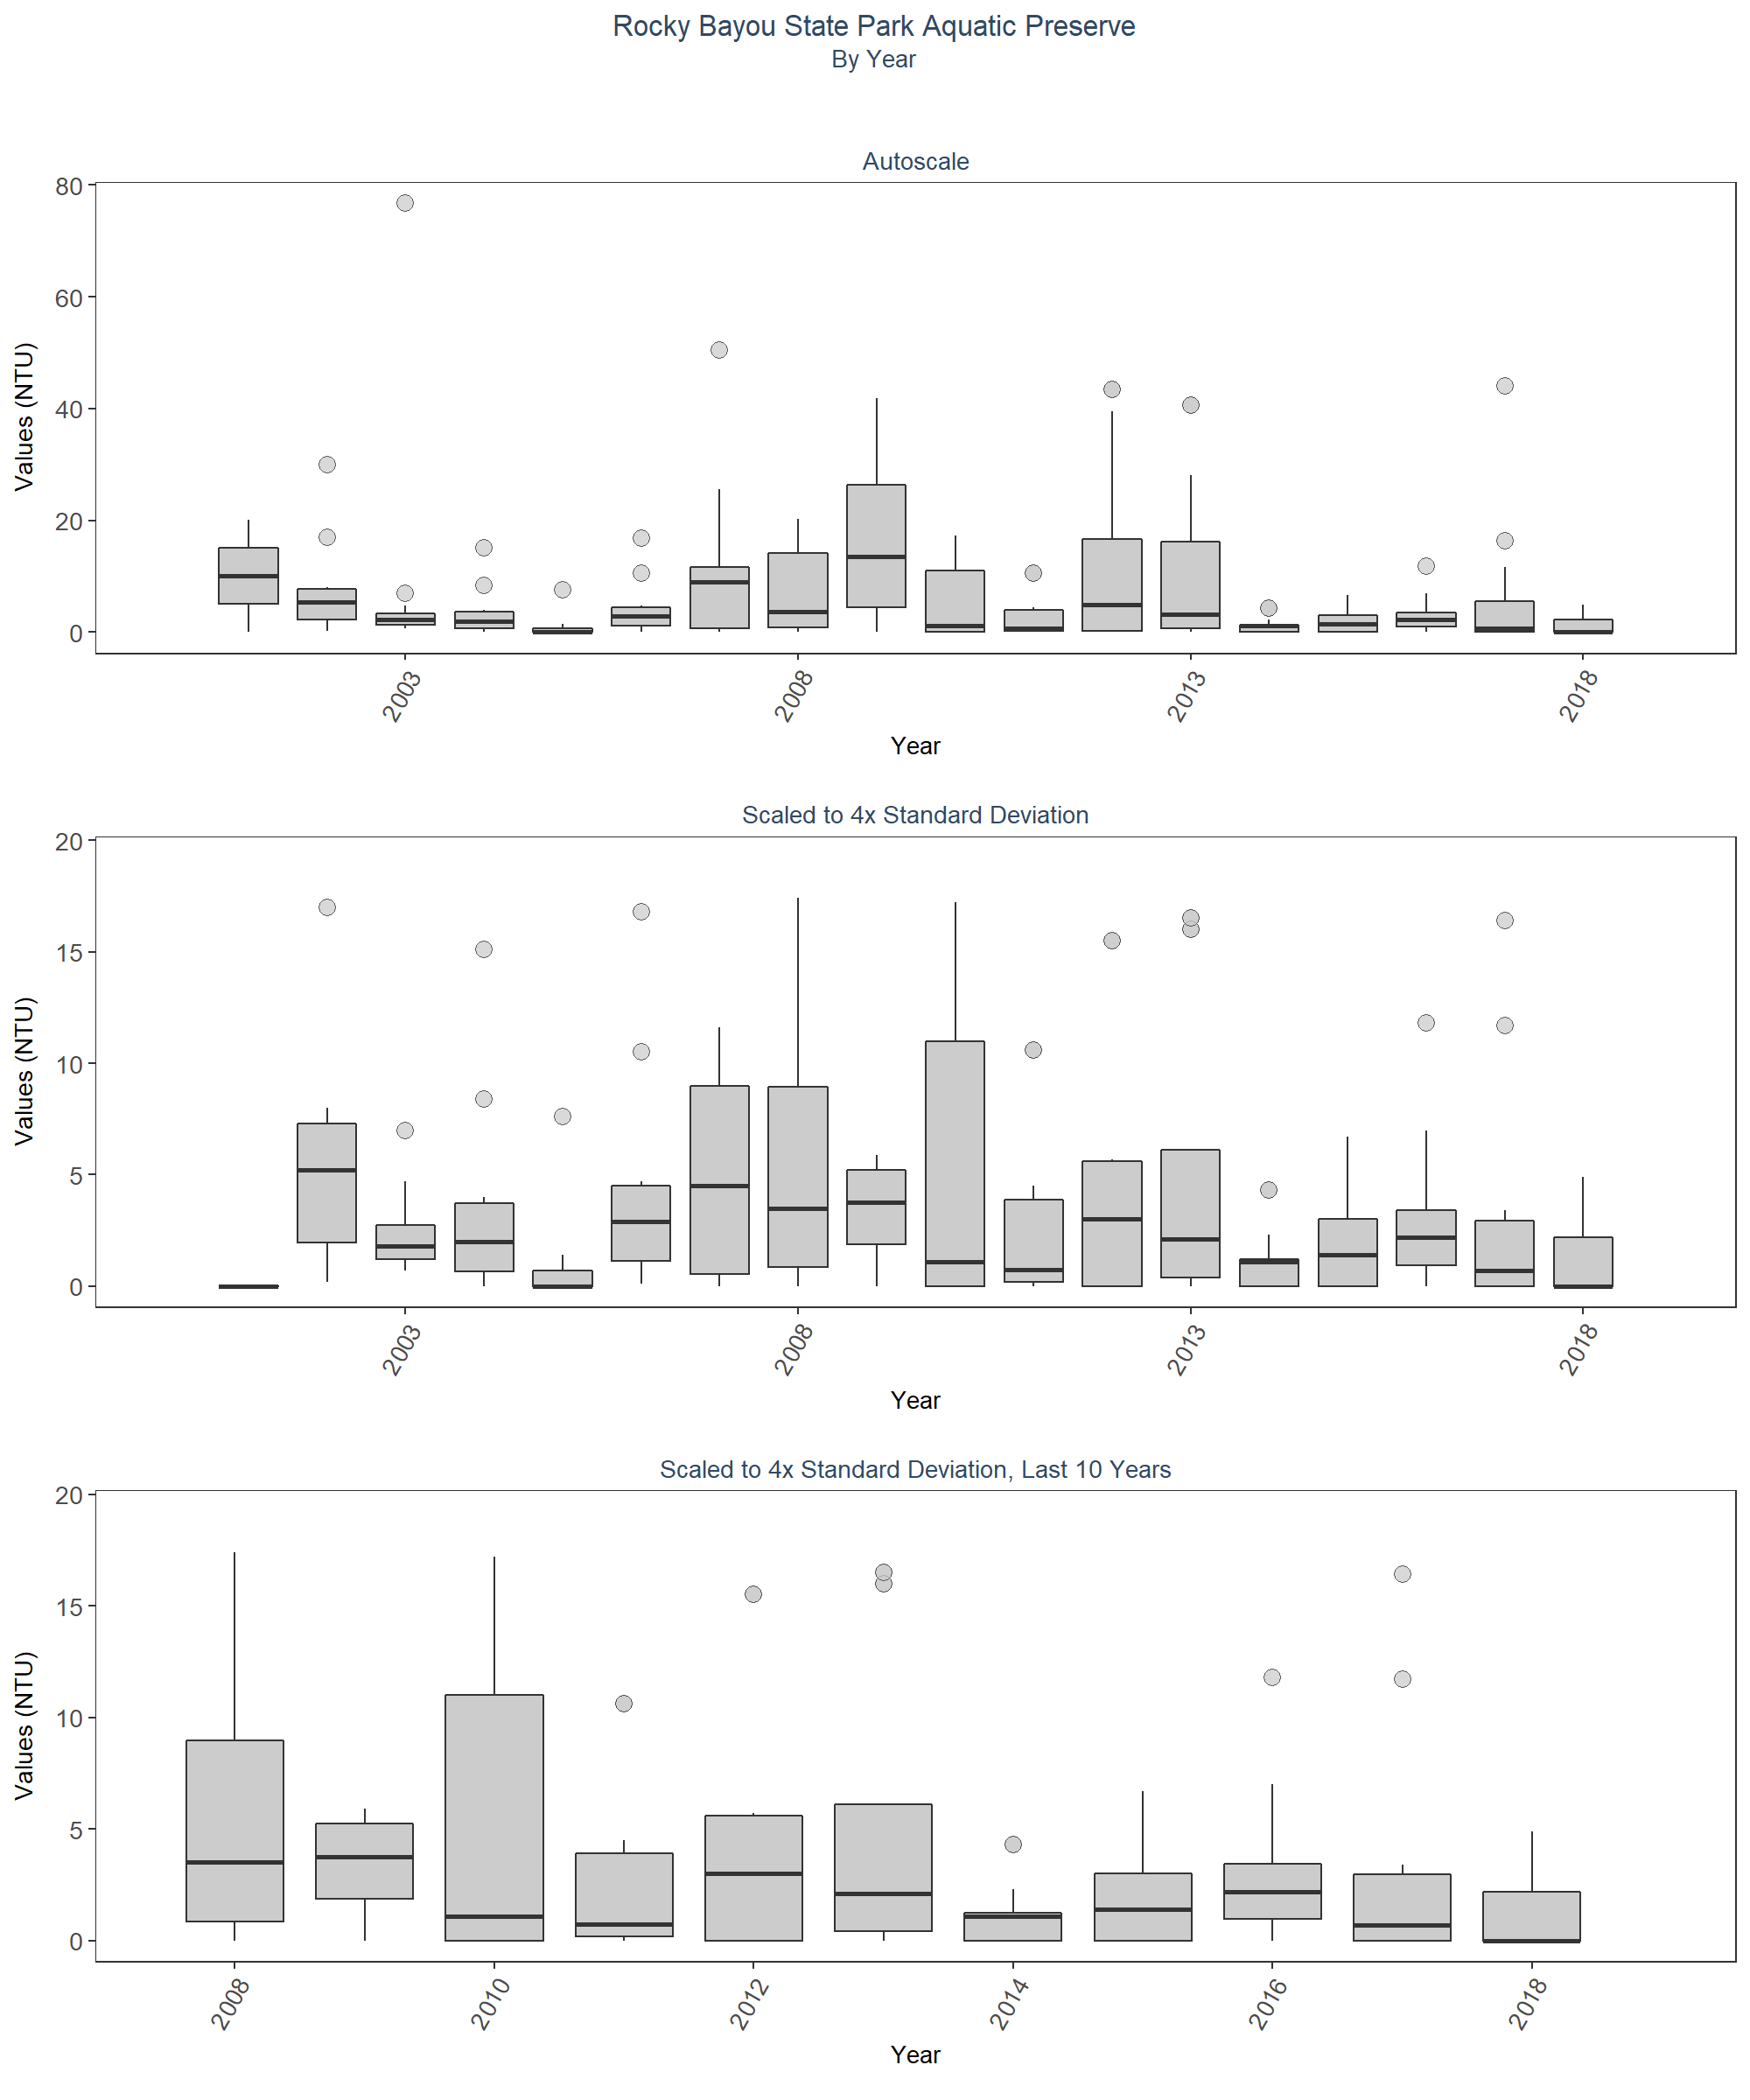 Rocky Bayou State Park Aquatic Preserve
By Year
Autoscale
80
60
40
20
0
Values (NTU)
2003
2008
2013
2018
Year
Scaled to 4x Standard Deviation
20
15
10
5
0
Values (NTU)
2003
2008
2013
2018
Year
Scaled to 4x Standard Deviation, Last 10 Years
20
15
10
5
0
Values (NTU)
2008
2010
2012
2014
2016
2018
Year